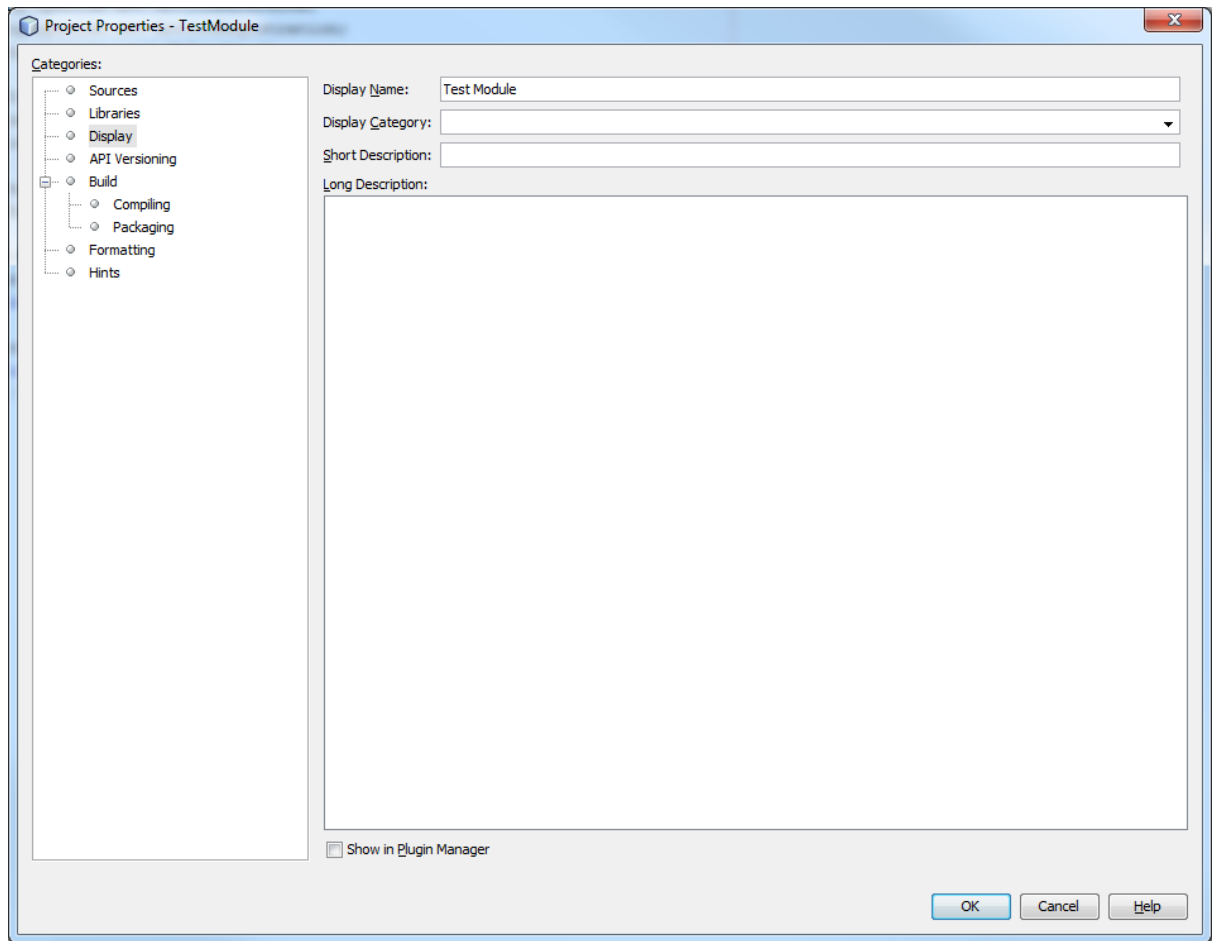 Project Properties - TestModule
Categories:
Sources
Libraries
Display
API Versioning
Build
Compiling
Packaging
Formatting
Hints
Display Name: Test Module
Display Category:
Short Description:
Long Description:
Show in Plugin Manager
OK Cancel Help